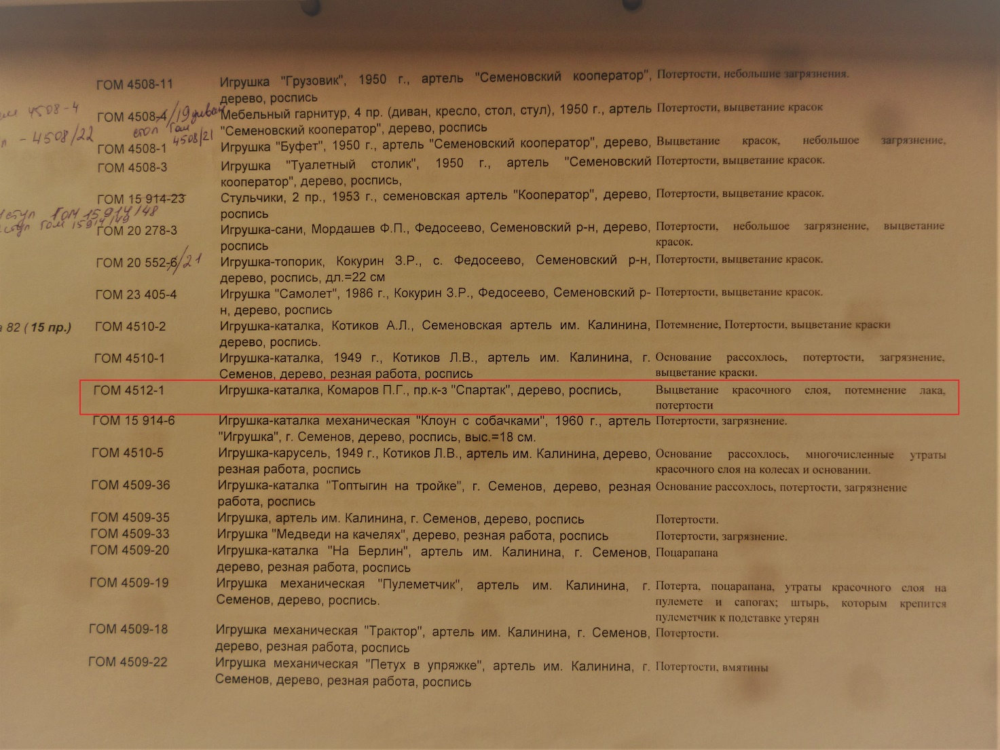 ГОМ 4508-11 Игрушка "Грузовик", 1950 г., артель "Семеновский кооператор", Потертости, небольшие загрязнения.
дерево, роспись
4508-4 ГОМ 4508-4/19 диван Мебельный гарнитур, 4 пр. (диван, кресло, стол, стул), 1950 г., артель Потертости, выцветание красок
- 4508/22 стол Гом 4508/21 "Семеновский кооператор", дерево, роспись
ГОМ 4508-1 Игрушка "Буфет", 1950 г., артель "Семеновский кооператор", дерево, Выцветание красок, небольшое загрязнение,
ГОМ 4508-3 Игрушка "Туалетный столик", 1950 г., артель "Семеновский Потертости, выцветание красок.
кооператор", дерево, роспись,
ГОМ 15 914-23 Стульчики, 2 пр., 1953 г., семеновская артель "Кооператор", дерево, Потертости, выцветание красок.
стул ГОМ 15914/48 роспись
стул ГОМ 15914/49
ГОМ 20 278-3 Игрушка-сани, Мордашев Ф.П., Федосеево, Семеновский р-н, дерево, Потертости, небольшое загрязнение, выцветание
роспись красок.
ГОМ 20 552-6/21 Игрушка-топорик, Кокурин З.Р., с. Федосеево, Семеновский р-н, Потертости, выцветание красок.
дерево, роспись, дл.=22 см
ГОМ 23 405-4 Игрушка "Самолет", 1986 г., Кокурин З.Р., Федосеево, Семеновский р- Потертости, выцветание красок.
н, дерево, роспись
82 (15 пр.) ГОМ 4510-2 Игрушка-каталка, Котиков А.Л., Семеновская артель им. Калинина, Потемнение, Потертости, выцветание краски
дерево, роспись.
ГОМ 4510-1 Игрушка-каталка, 1949 г., Котиков Л.В., артель им. Калинина, г. Основание рассохлось, потертости, загрязнение,
Семенов, дерево, резная работа, роспись выцветание краски.
ГОМ 4512-1 Игрушка-каталка, Комаров П.Г., пр.к-з "Спартак", дерево, роспись, Выцветание красочного слоя, потемнение лака,
потертости
ГОМ 15 914-6 Игрушка-каталка механическая "Клоун с собачками", 1960 г., артель Потертости, загрязнение.
"Игрушка", г. Семенов, дерево, роспись, выс.=18 см.
ГОМ 4510-5 Игрушка-карусель, 1949 г., Котиков Л.В., артель им. Калинина, дерево, Основание рассохлось, многочисленные утраты
резная работа, роспись красочного слоя на колесах и основании.
ГОМ 4509-36 Игрушка-каталка "Топтыгин на тройке", г. Семенов, дерево, резная Основание рассохлось, потертости, загрязнение
работа, роспись
ГОМ 4509-35 Игрушка, артель им. Калинина, г. Семенов, дерево, роспись Потертости.
ГОМ 4509-33 Игрушка "Медведи на качелях", дерево, резная работа, роспись Потертости, загрязнение.
ГОМ 4509-20 Игрушка-каталка "На Берлин", артель им. Калинина, г. Семенов, Поцарапана
дерево, резная работа, роспись
ГОМ 4509-19 Игрушка механическая "Пулеметчик", артель им. Калинина, г. Потерта, поцарапана, утраты красочного слоя на
Семенов, дерево, роспись. пулемете и сапогах; штырь, которым крепится
пулеметчик к подставке утерян
ГОМ 4509-18 Игрушка механическая "Трактор", артель им. Калинина, г. Семенов, Потертости.
дерево, резная работа, роспись
ГОМ 4509-22 Игрушка механическая "Петух в упряжке", артель им. Калинина, г. Потертости, вмятины
Семенов, дерево, резная работа, роспись